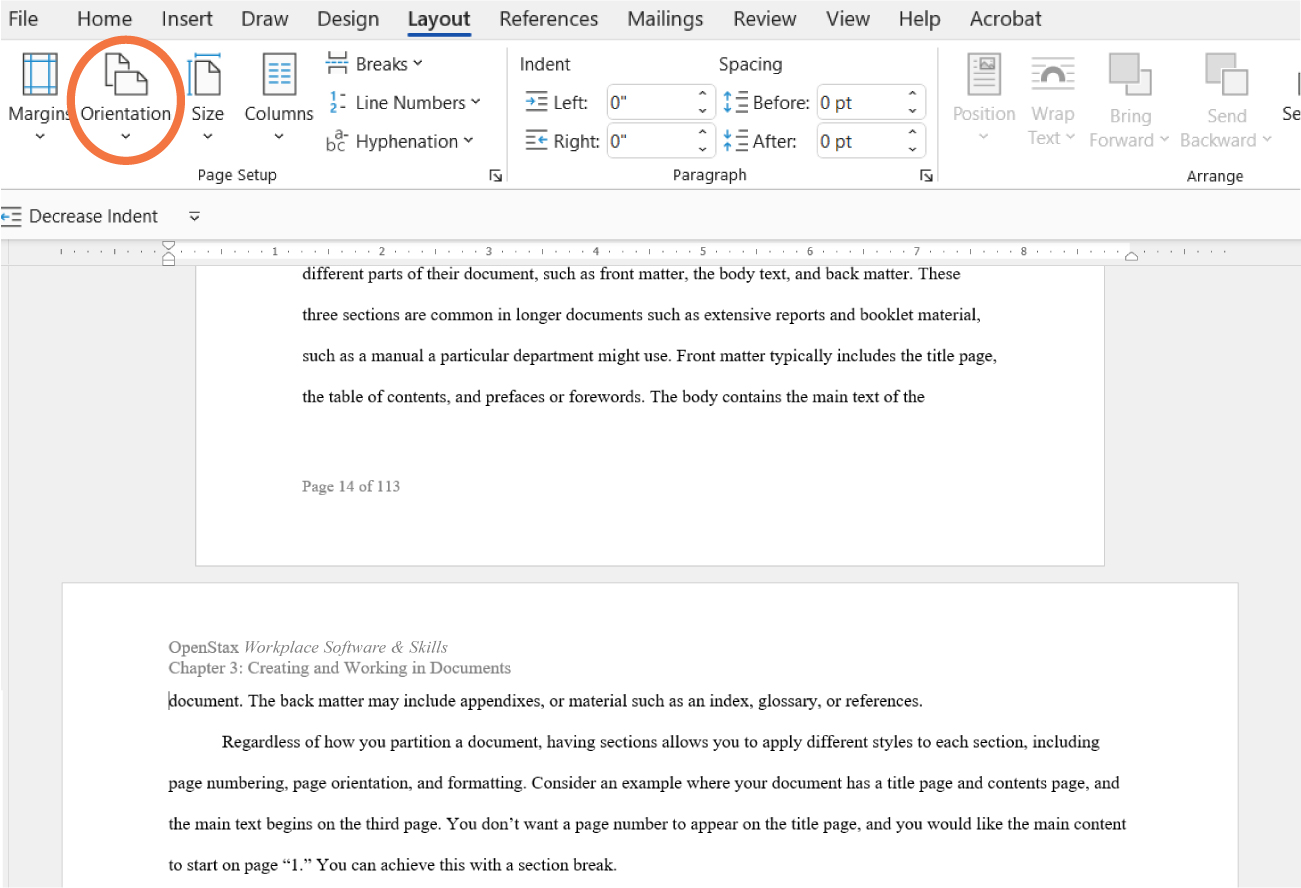 File Home Insert Draw Design Layout References Mailings Review View Help Acrobat
Margins Orientation Size Columns
Breaks
Line Numbers
Hyphenation
Page Setup
Indent Spacing
Left: 0" Before: 0 pt
Right: 0" After: 0 pt
Paragraph
Position Wrap Text Bring Forward Send Backward
Arrange
Decrease Indent
1 2 3 4 5 6 7 8
different parts of their document, such as front matter, the body text, and back matter. These
three sections are common in longer documents such as extensive reports and booklet material,
such as a manual a particular department might use. Front matter typically includes the title page,
the table of contents, and prefaces or forewords. The body contains the main text of the
Page 14 of 113
OpenStax Workplace Software & Skills
Chapter 3: Creating and Working in Documents
document. The back matter may include appendixes, or material such as an index, glossary, or references.
Regardless of how you partition a document, having sections allows you to apply different styles to each section, including
page numbering, page orientation, and formatting. Consider an example where your document has a title page and contents page, and
the main text begins on the third page. You don’t want a page number to appear on the title page, and you would like the main content
to start on page “1.” You can achieve this with a section break.